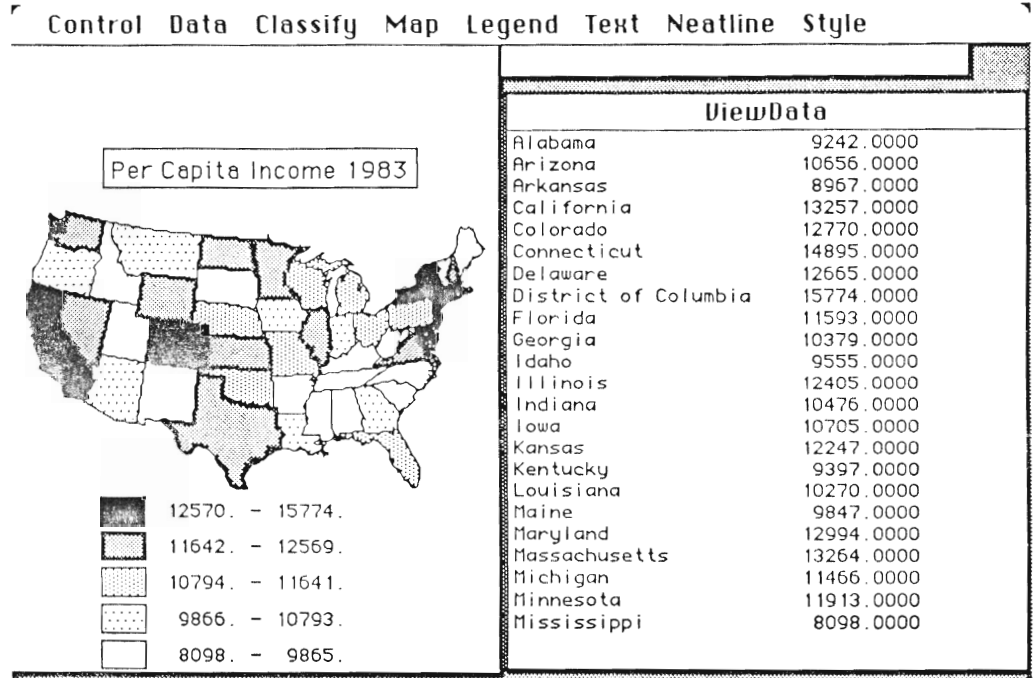 Control Data Classify Map Legend Text Neatline Style
Per Capita Income 1983
12570. - 15774.
11642. - 12569.
10794. - 11641.
9866. - 10793.
8098. - 9865.
ViewData
Alabama 9242.0000
Arizona 10656.0000
Arkansas 8967.0000
California 13257.0000
Colorado 12770.0000
Connecticut 14895.0000
Delaware 12665.0000
District of Columbia 15774.0000
Florida 11593.0000
Georgia 10379.0000
Idaho 9555.0000
Illinois 12405.0000
Indiana 10476.0000
Iowa 10705.0000
Kansas 12247.0000
Kentucky 9397.0000
Louisiana 10270.0000
Maine 9847.0000
Maryland 12994.0000
Massachusetts 13264.0000
Michigan 11466.0000
Minnesota 11913.0000
Mississippi 8098.0000